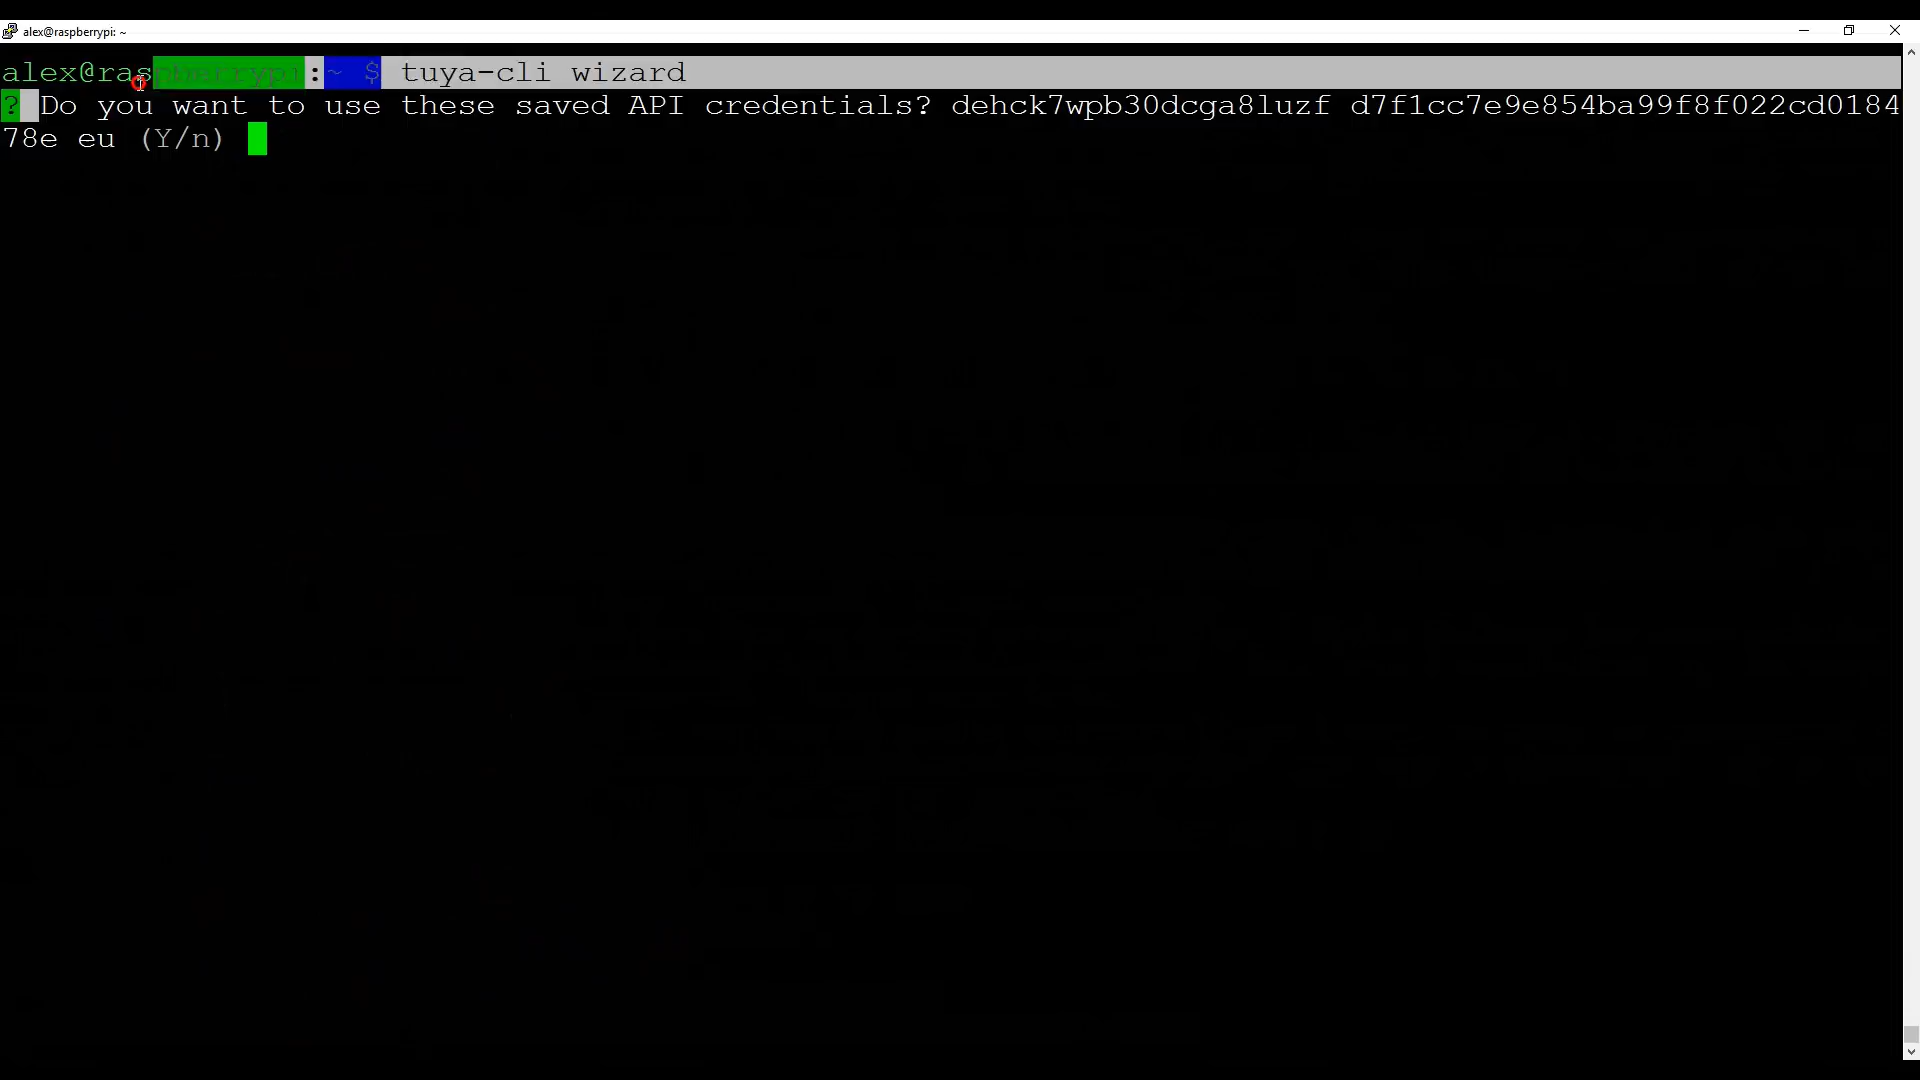 alex@raspberrypi: ~
alex@raspberrypi:~ $ tuya-cli wizard
? Do you want to use these saved API credentials? dehck7wpb30dcga8luzf d7f1cc7e9e854ba99f8f022cd0184
78e eu (Y/n)